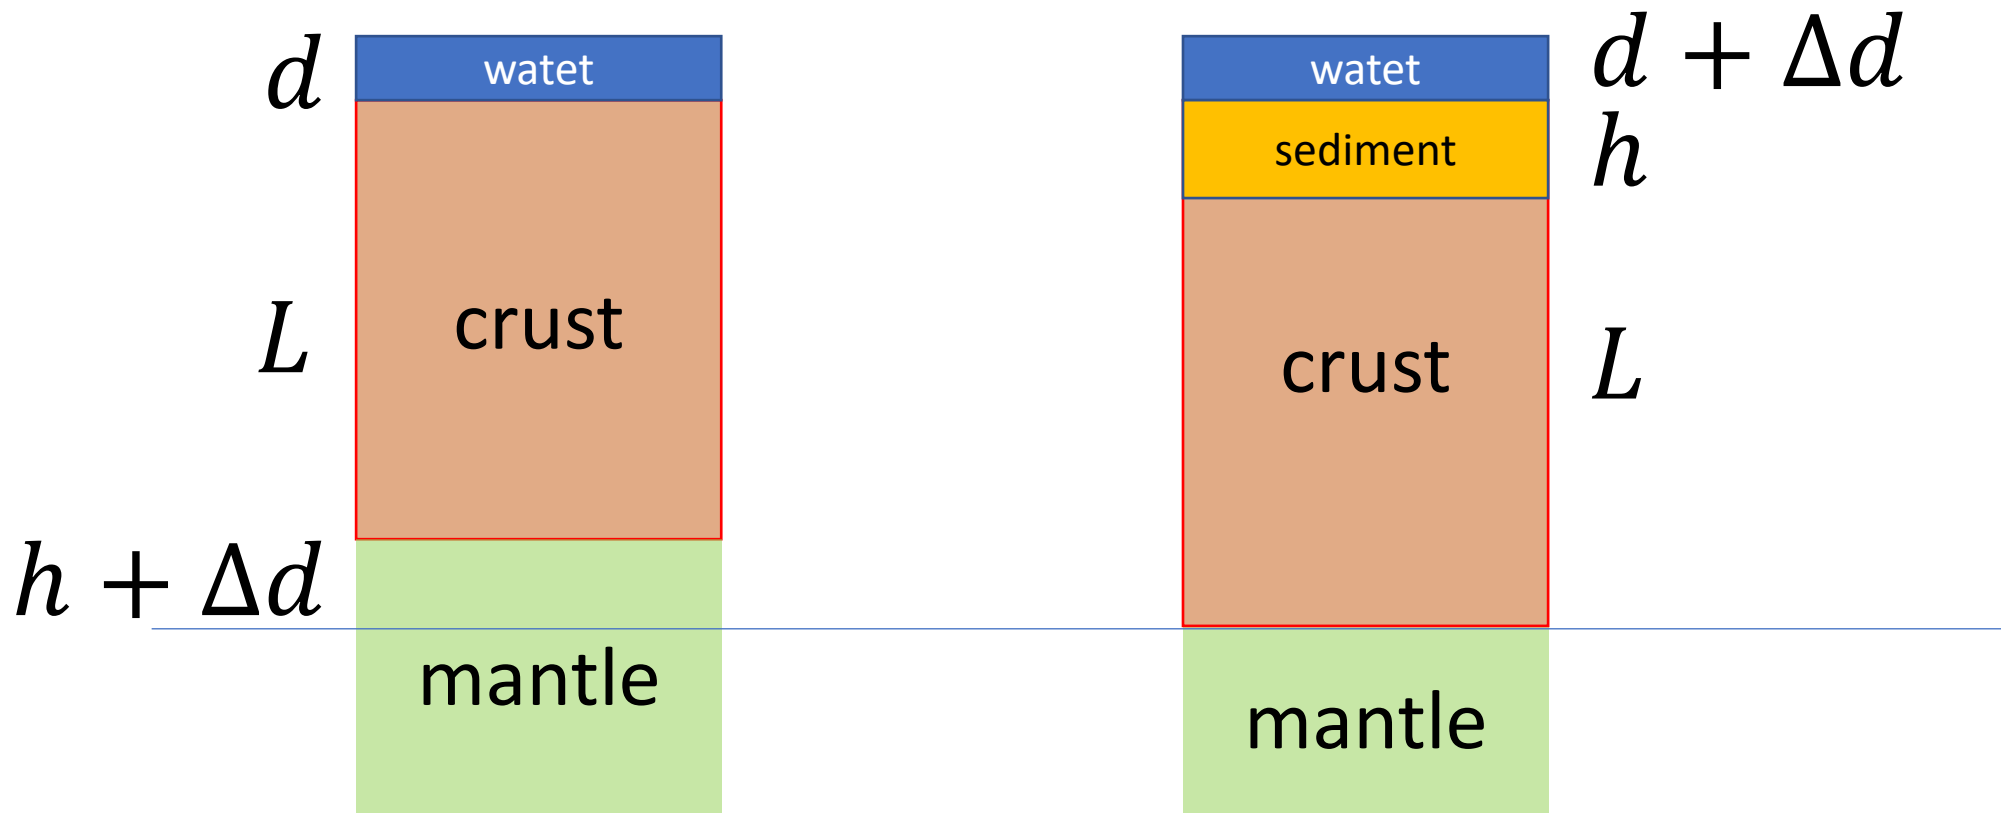 d
watet
L
crust
h + Δd
mantle
watet
d + Δd
sediment
h
crust
L
mantle